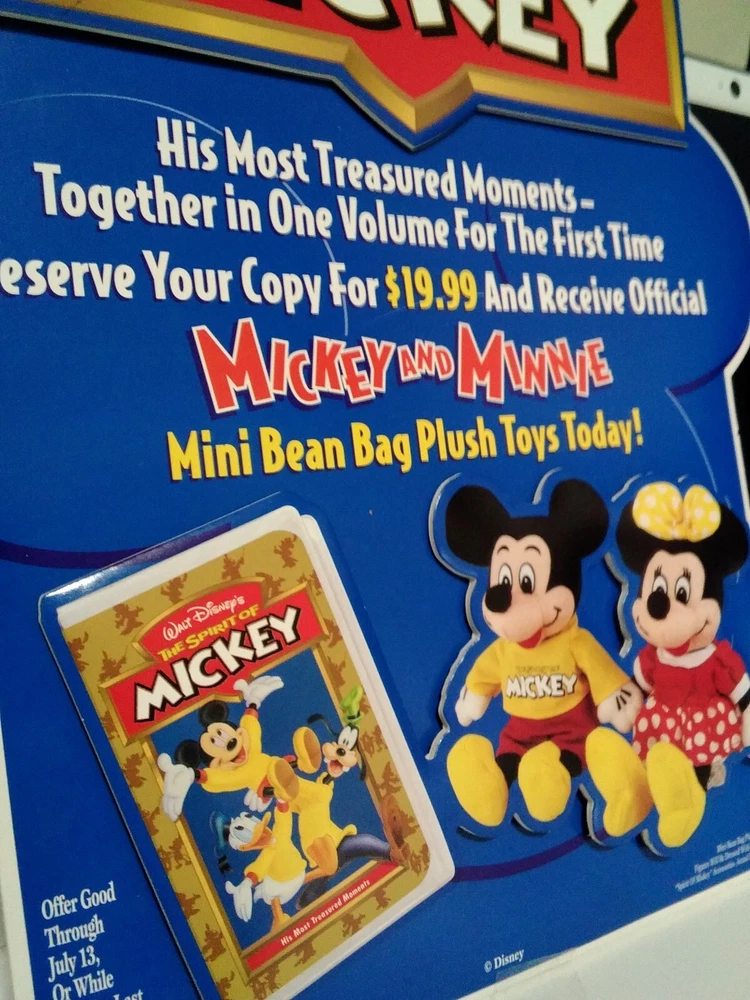 MICKEY
His Most Treasured Moments –
Together in One Volume For The First Time
eserve Your Copy For $19.99 And Receive Official
MICKEY AND MINNIE
Mini Bean Bag Plush Toys Today!
WALT DISNEY'S
THE SPIRIT OF
MICKEY
His Most Treasured Moments
MICKEY
Offer Good
Through
July 13,
Or While
Last
© Disney